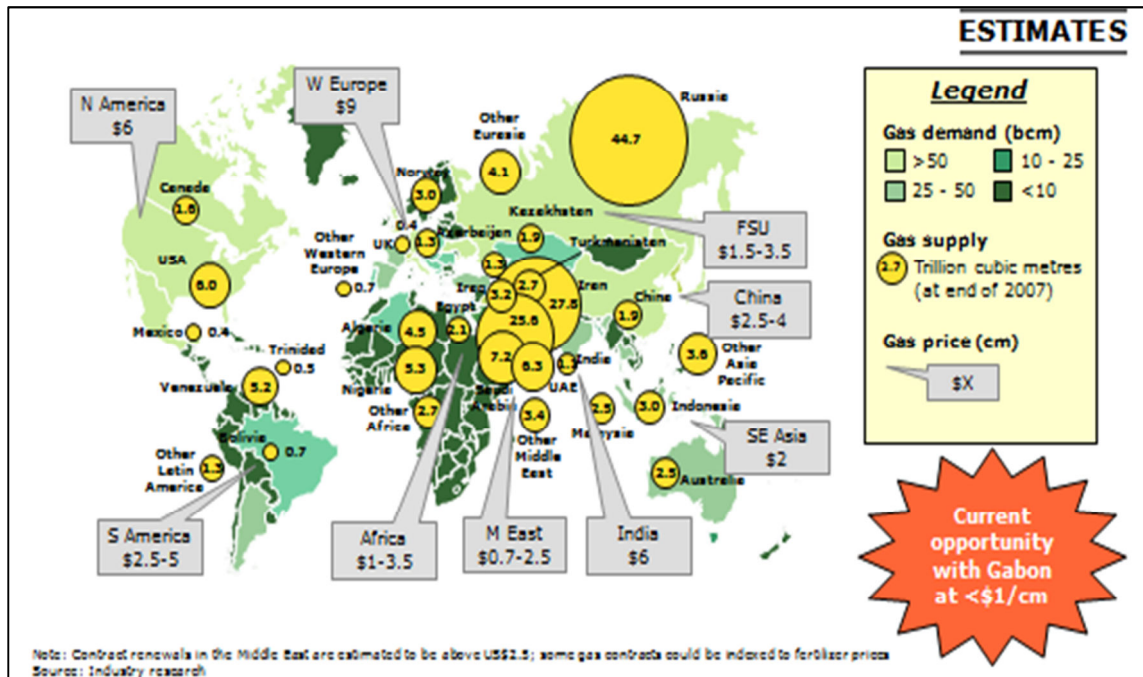 ESTIMATES
N America
$6
W Europe
$9
Other
Eurasia
Russia
44.7
4.1
Canada
1.6
Norway
3.0
0.4
UK
Azerbaijan
1.3
Kazakhstan
1.9
Turkmenistan
FSU
$1.5-3.5
Other
Western
Europe
0.7
USA
6.0
1.3
Iraq
3.2
2.7
Iran
27.8
China
1.9
China
$2.5-4
Mexico
0.4
Algeria
4.5
Egypt
2.1
25.6
Trinidad
0.5
Venezuela
5.2
Nigeria
5.3
7.2
Saudi
Arabia
6.3
UAE
India
3.6
Other
Asia
Pacific
Other
Africa
2.7
3.4
Other
Middle
East
2.5
Malaysia
3.0
Indonesia
SE Asia
$2
Bolivia
0.7
Other
Latin
America
1.3
2.5
Australia
S America
$2.5-5
Africa
$1-3.5
M East
$0.7-2.5
India
$6
Legend
Gas demand (bcm)
>50
10 - 25
25 - 50
<10
Gas supply
2.7
Trillion cubic metres
(at end of 2007)
Gas price (cm)
$X
Current
opportunity
with Gabon
at <$1/cm
Note: Contract renewals in the Middle East are estimated to be above US$2.5; some gas contracts could be indexed to fertilizer prices
Source: Industry research